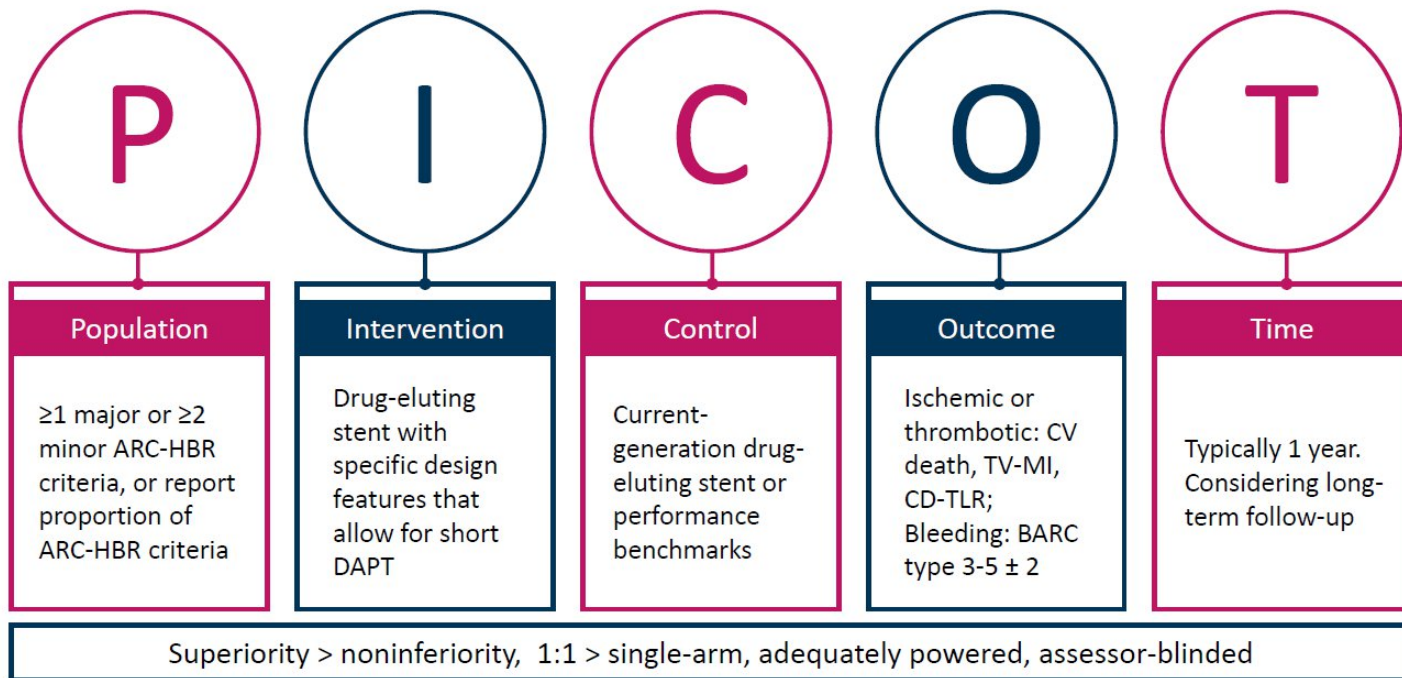 P
I
C
O
T
Population
≥1 major or ≥2
minor ARC-HBR
criteria, or report
proportion of
ARC-HBR criteria
Intervention
Drug-eluting
stent with
specific design
features that
allow for short
DAPT
Control
Current-
generation drug-
eluting stent or
performance
benchmarks
Outcome
Ischemic or
thrombotic: CV
death, TV-MI,
CD-TLR;
Bleeding: BARC
type 3-5 ± 2
Time
Typically 1 year.
Considering long-
term follow-up
Superiority > noninferiority, 1:1 > single-arm, adequately powered, assessor-blinded